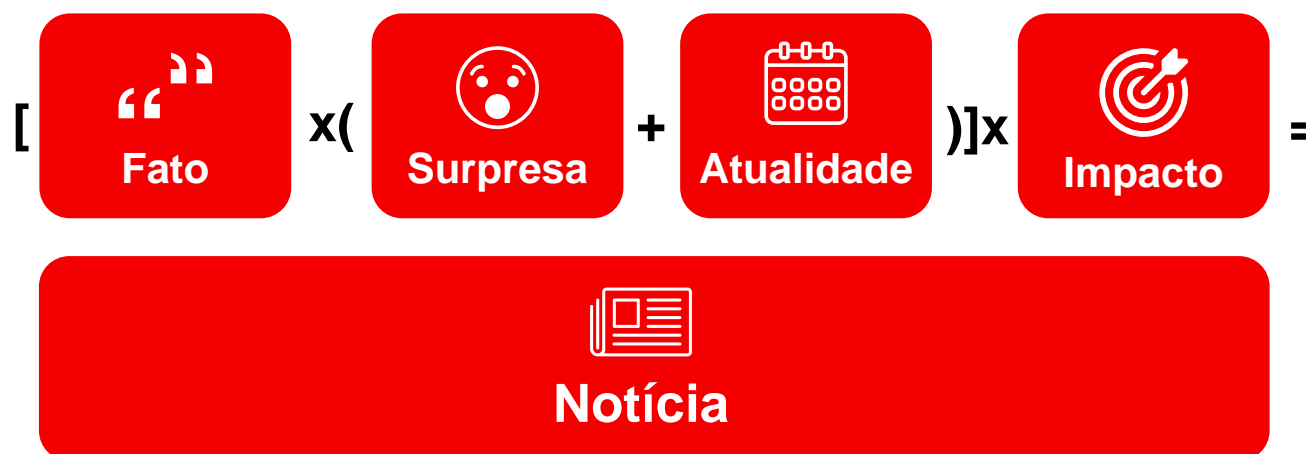 [ Fato x( Surpresa + Atualidade )]x Impacto =
Notícia